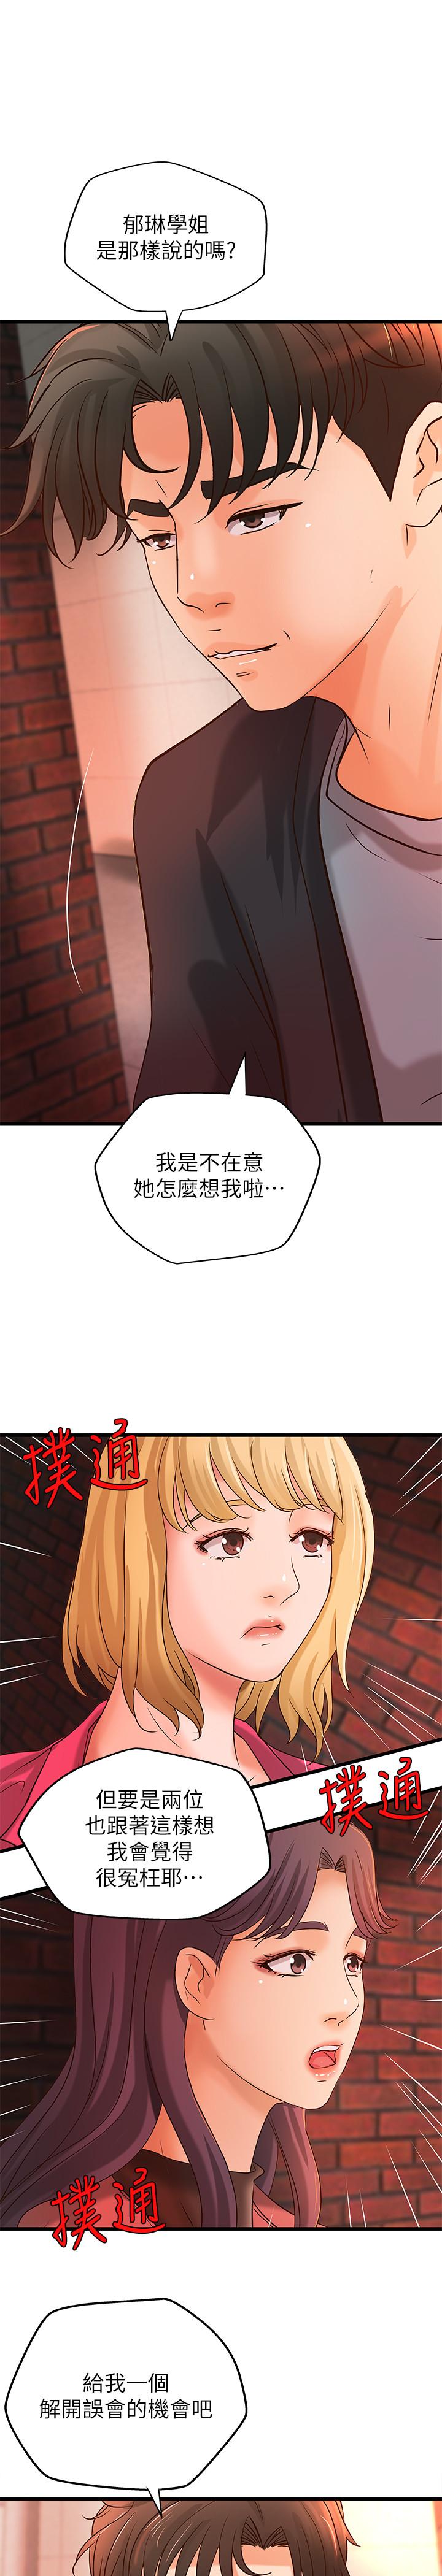 郁琳學姐
是那樣說的嗎?
我是不在意
她怎麼想我啦⋯
撲通
但要是兩位
也跟著這樣想
我會覺得
很冤枉耶⋯
撲通
撲通
給我一個
解開誤會的機會吧